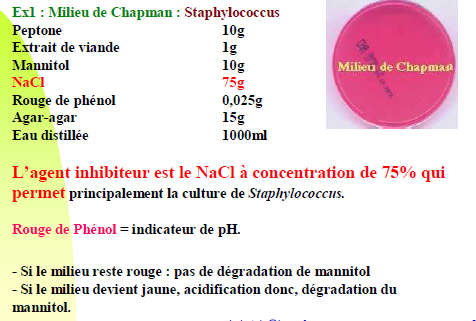 Ex1 : Milieu de Chapman : Staphylococcus
Peptone 10g
Extrait de viande 1g
Mannitol 10g
NaCl 75g
Rouge de phénol 0,025g
Agar-agar 15g
Eau distillée 1000ml
Milieu de Chapman
L’agent inhibiteur est le NaCl à concentration de 75% qui
permet principalement la culture de Staphylococcus.
Rouge de Phénol = indicateur de pH.
- Si le milieu reste rouge : pas de dégradation de mannitol
- Si le milieu devient jaune, acidification donc, dégradation du
mannitol.